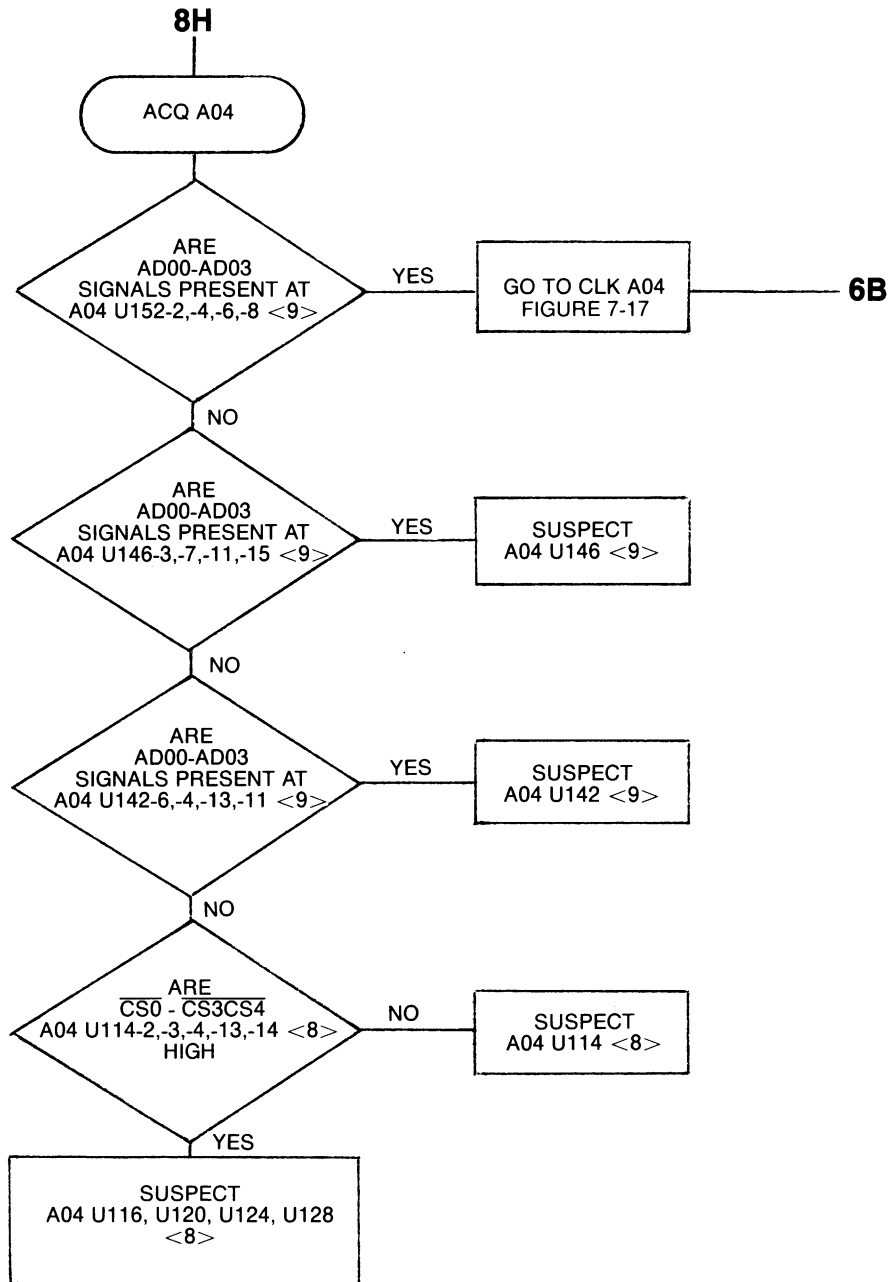 8H
ACQ A04
ARE
AD00-AD03
SIGNALS PRESENT AT
A04 U152-2,-4,-6,-8 <9>
YES
GO TO CLK A04
FIGURE 7-17
6B
NO
ARE
AD00-AD03
SIGNALS PRESENT AT
A04 U146-3,-7,-11,-15 <9>
YES
SUSPECT
A04 U146 <9>
NO
ARE
AD00-AD03
SIGNALS PRESENT AT
A04 U142-6,-4,-13,-11 <9>
YES
SUSPECT
A04 U142 <9>
NO
ARE
C̅S̅0̅ - C̅S̅3̅C̅S̅4̅
A04 U114-2,-3,-4,-13,-14 <8>
HIGH
NO
SUSPECT
A04 U114 <8>
YES
SUSPECT
A04 U116, U120, U124, U128
<8>